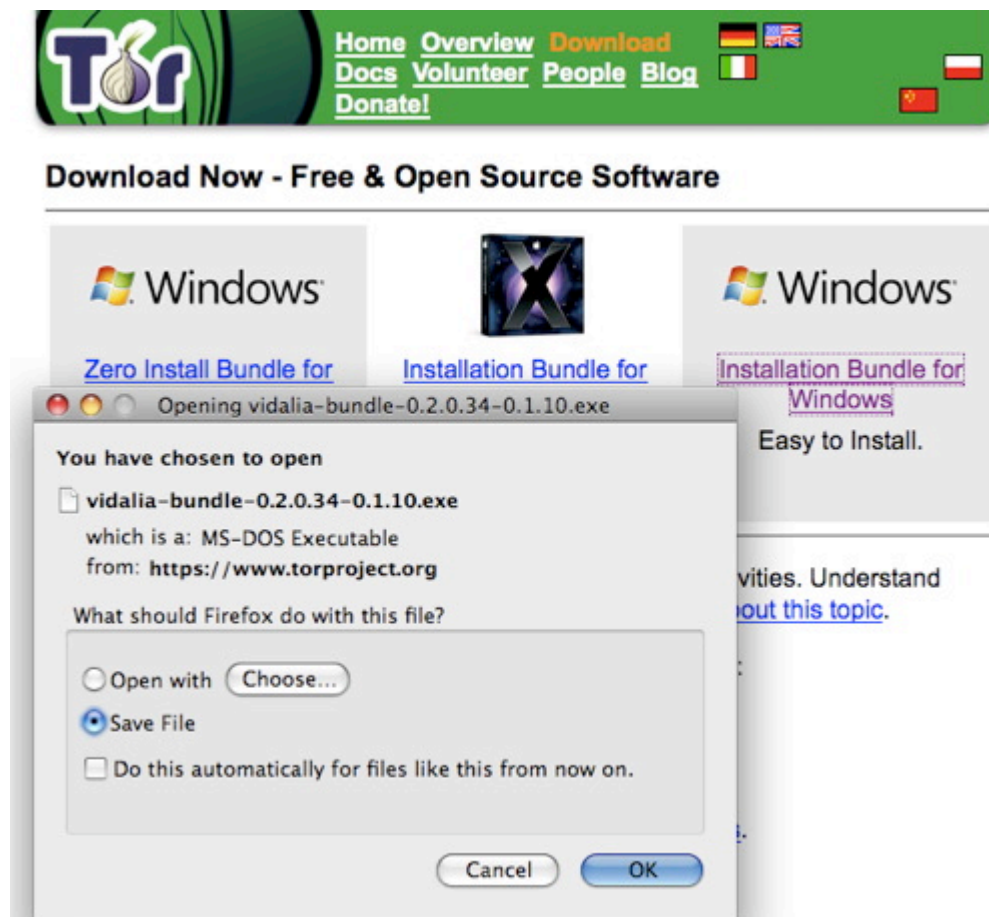 Tor
Home Overview Download
Docs Volunteer People Blog
Donate!
Download Now - Free & Open Source Software
Windows
X
Windows
Zero Install Bundle for
Installation Bundle for
Installation Bundle for
Windows
Easy to Install.
Opening vidalia-bundle-0.2.0.34-0.1.10.exe
You have chosen to open
vidalia-bundle-0.2.0.34-0.1.10.exe
which is a: MS-DOS Executable
from: https://www.torproject.org
What should Firefox do with this file?
Open with Choose...
Save File
Do this automatically for files like this from now on.
Cancel OK
vities. Understand
out this topic.
:
.